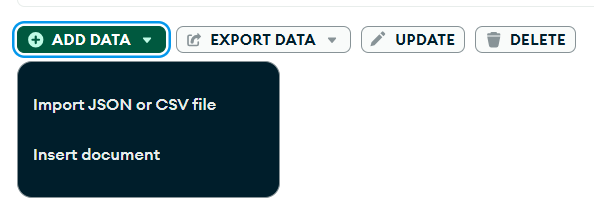 ADD DATA EXPORT DATA UPDATE DELETE
Import JSON or CSV file
Insert document